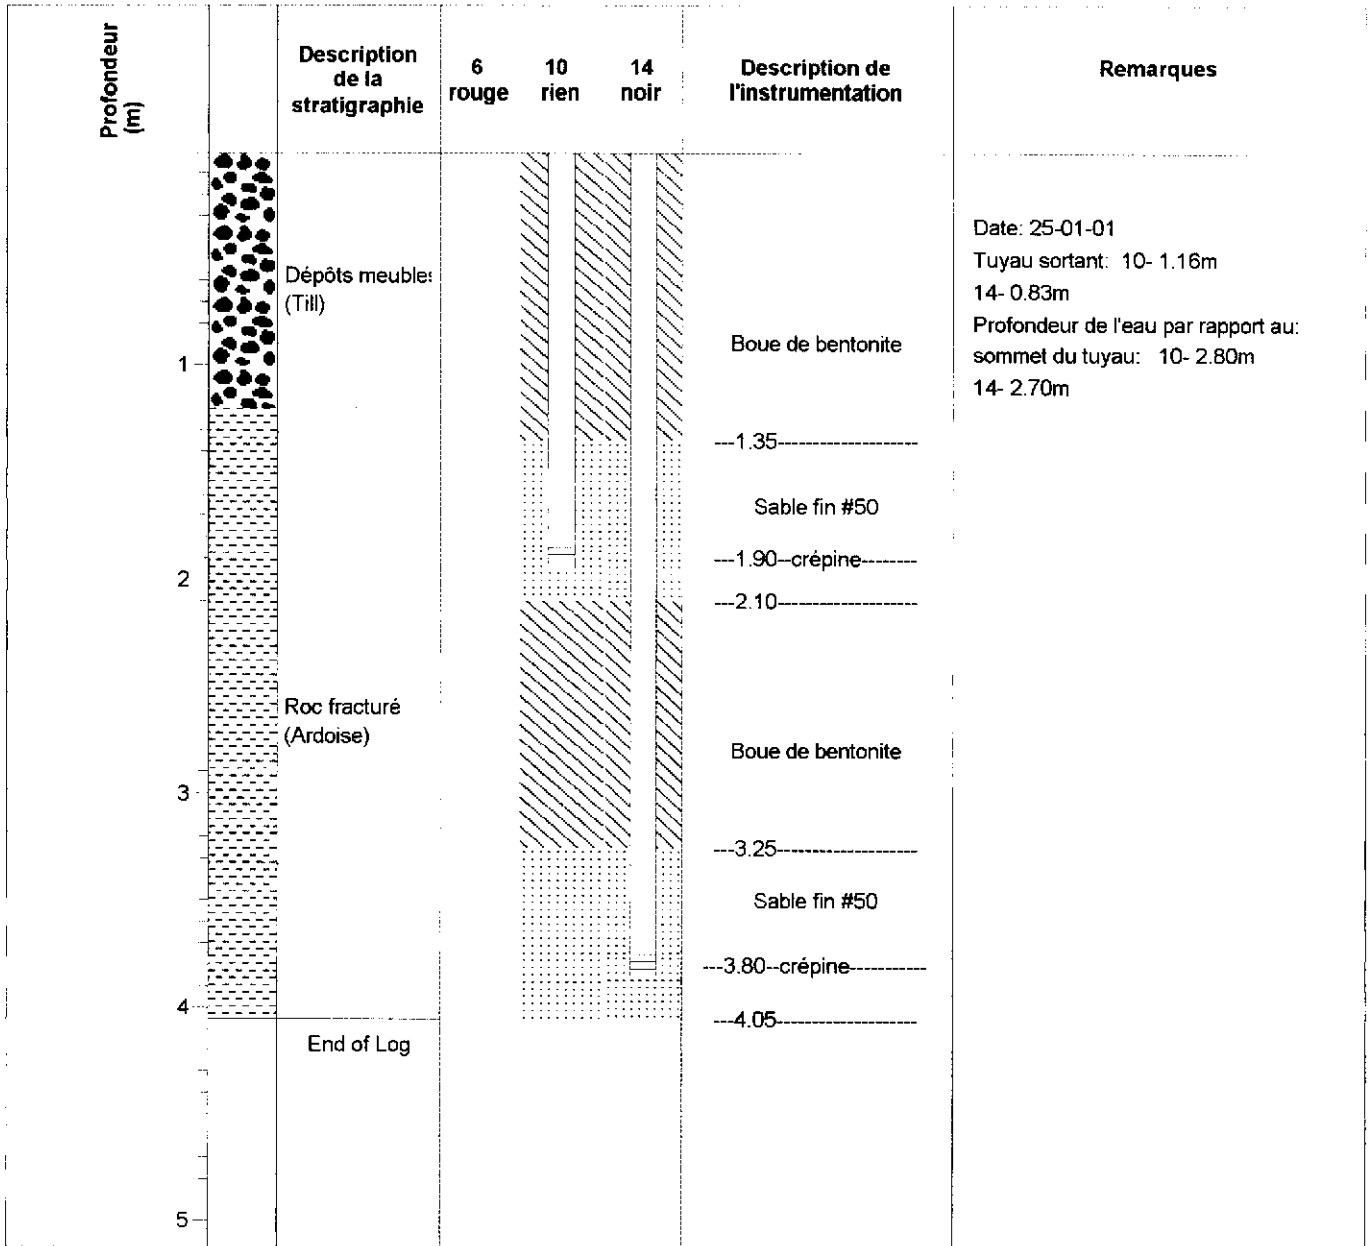 Profondeur
(m)
Description
de la
stratigraphie
6
rouge
10
rien
14
noir
Description de
l'instrumentation
Remarques
Dépôts meubles
(Till)
Roc fracturé
(Ardoise)
End of Log
1
2
3
4
5
Boue de bentonite
---1.35--------------------
Sable fin #50
---1.90--crépine--------
---2.10--------------------
Boue de bentonite
---3.25--------------------
Sable fin #50
---3.80--crépine-----------
---4.05--------------------
Date: 25-01-01
Tuyau sortant: 10- 1.16m
14- 0.83m
Profondeur de l'eau par rapport au:
sommet du tuyau: 10- 2.80m
14- 2.70m